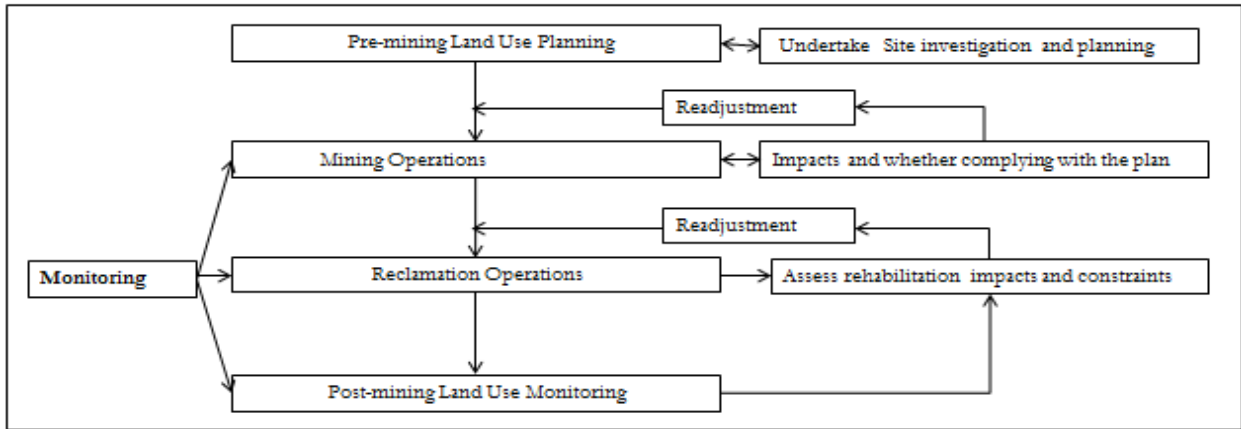 Pre-mining Land Use Planning
Undertake Site investigation and planning
Readjustment
Mining Operations
Impacts and whether complying with the plan
Readjustment
Monitoring
Reclamation Operations
Assess rehabilitation impacts and constraints
Post-mining Land Use Monitoring